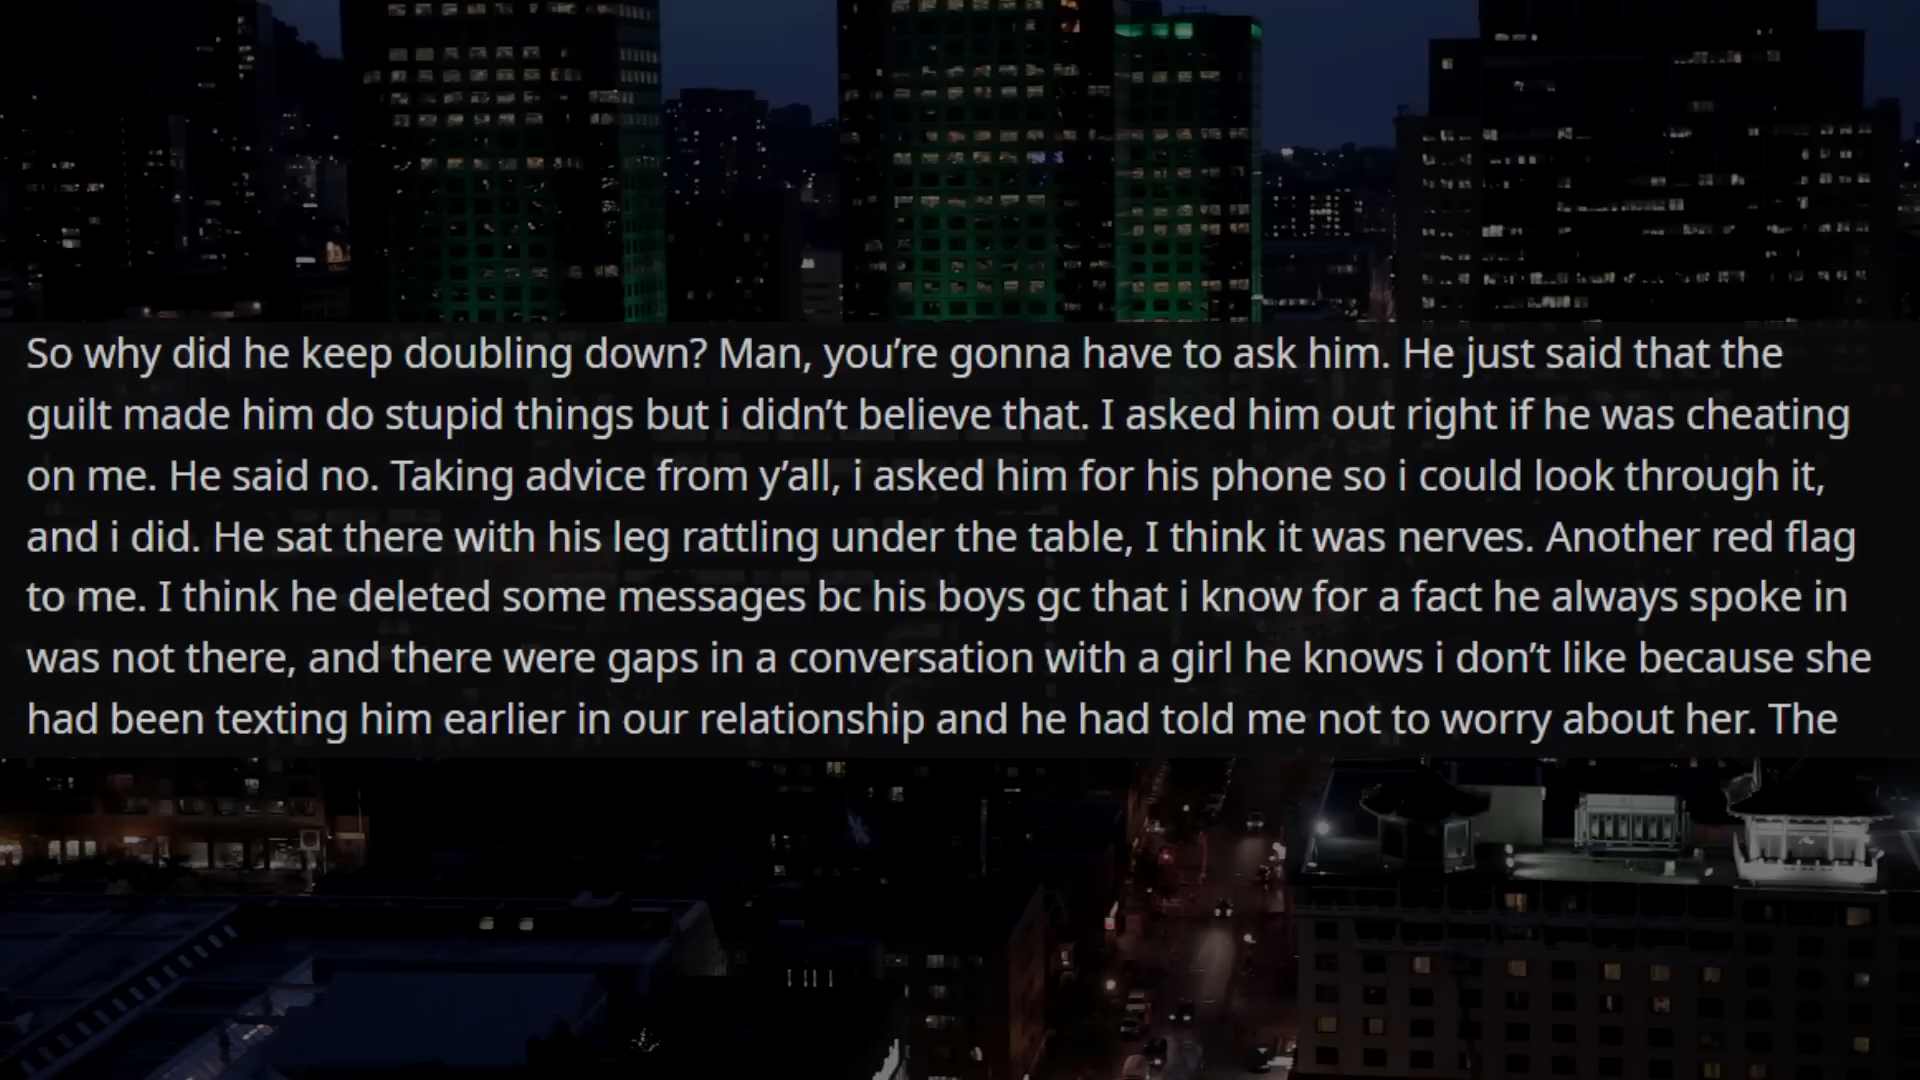 So why did he keep doubling down? Man, you’re gonna have to ask him. He just said that the
guilt made him do stupid things but i didn’t believe that. I asked him out right if he was cheating
on me. He said no. Taking advice from y’all, i asked him for his phone so i could look through it,
and i did. He sat there with his leg rattling under the table, I think it was nerves. Another red flag
to me. I think he deleted some messages bc his boys gc that i know for a fact he always spoke in
was not there, and there were gaps in a conversation with a girl he knows i don’t like because she
had been texting him earlier in our relationship and he had told me not to worry about her. The